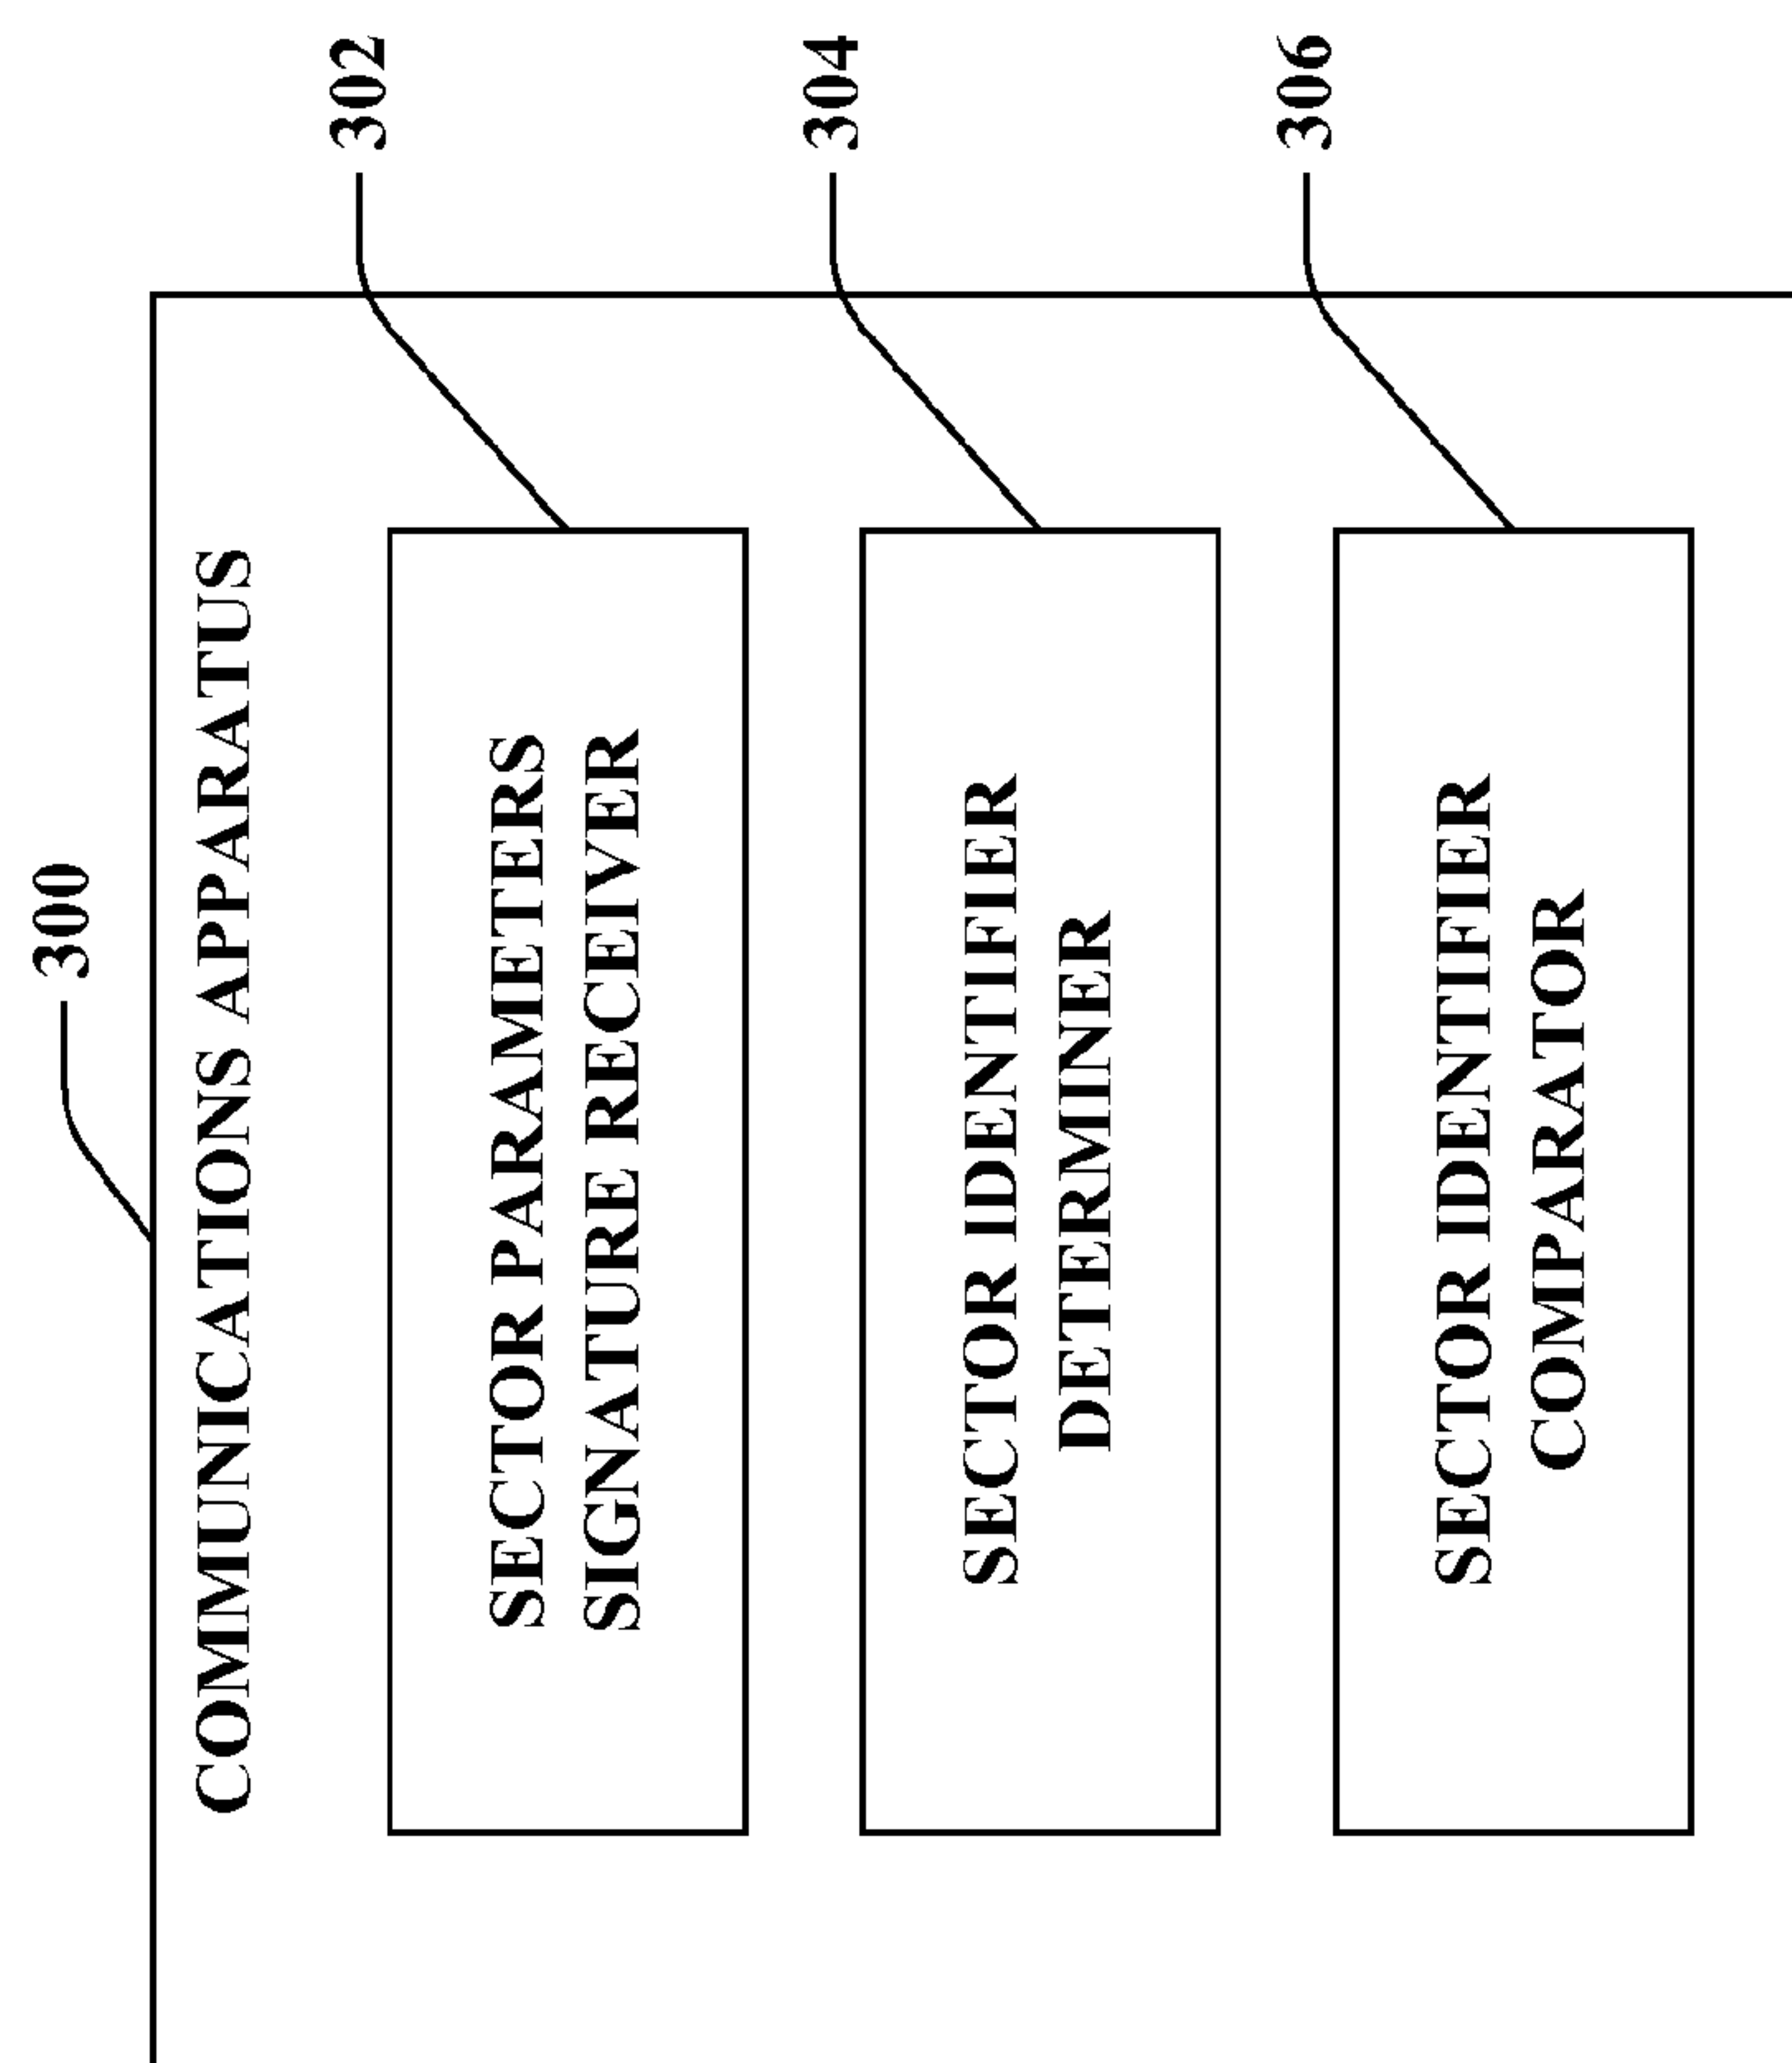 300
COMMUNICATIONS APPARATUS
302
SECTOR PARAMETERS
SIGNATURE RECEIVER
304
SECTOR IDENTIFIER
DETERMINER
306
SECTOR IDENTIFIER
COMPARATOR